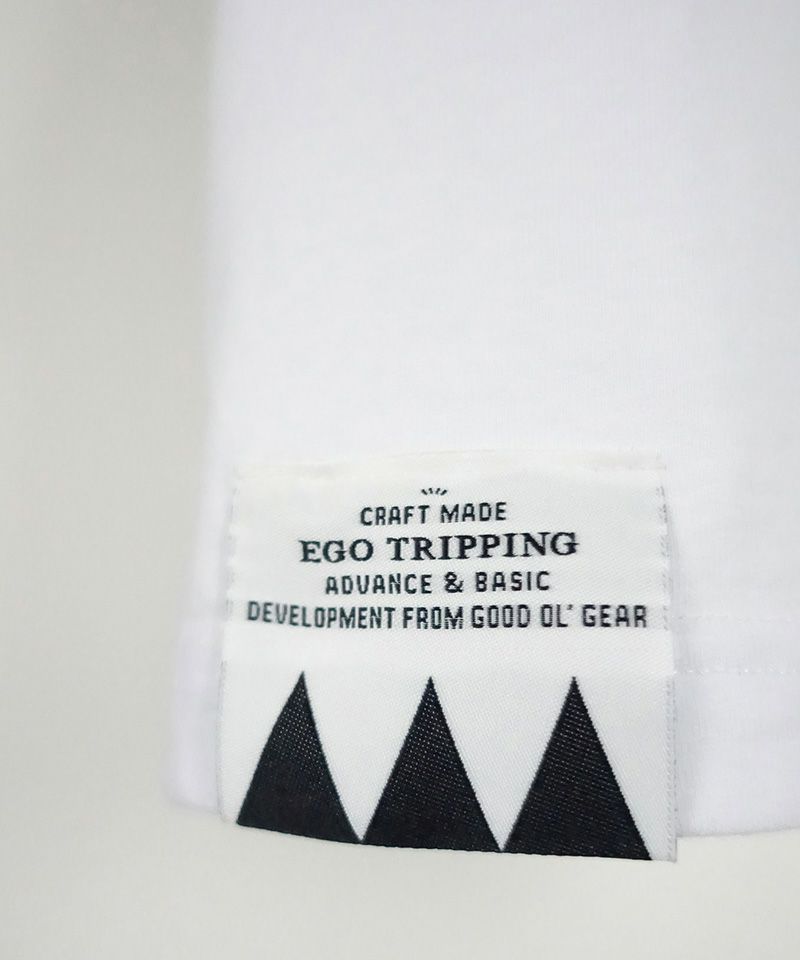 CRAFT MADE
EGO TRIPPING
ADVANCE & BASIC
DEVELOPMENT FROM GOOD OL' GEAR